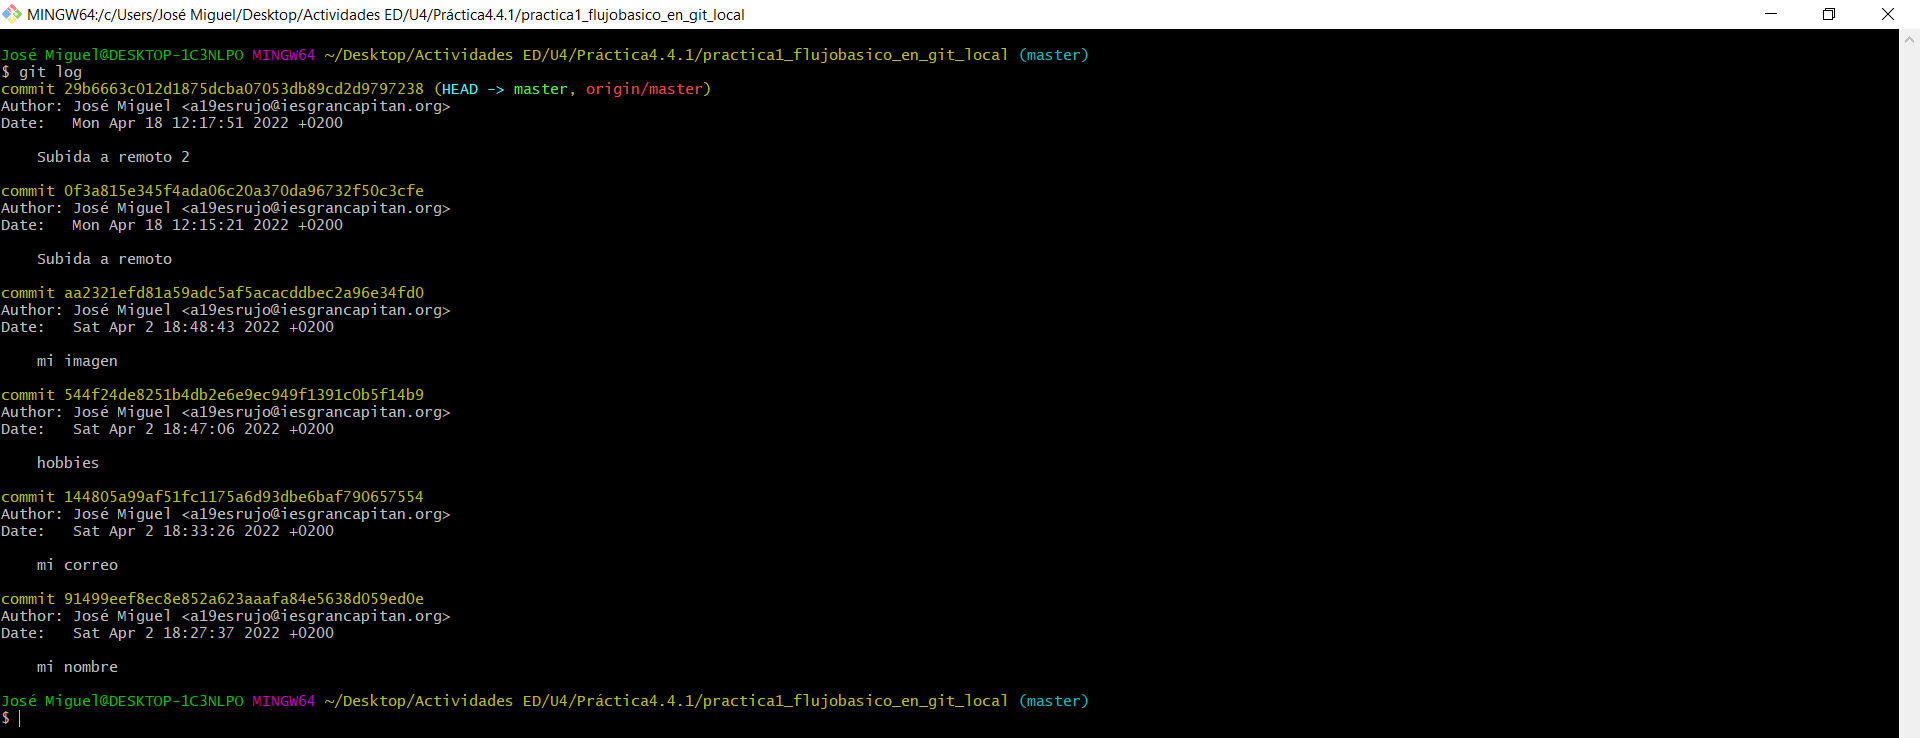 MINGW64:/c/Users/José Miguel/Desktop/Actividades ED/U4/Práctica4.4.1/practica1_flujobasico_en_git_local
José Miguel@DESKTOP-1C3NLPO MINGW64 ~/Desktop/Actividades ED/U4/Práctica4.4.1/practica1_flujobasico_en_git_local (master)
$ git log
commit 29b6663c012d1875dcba07053db89cd2d9797238 (HEAD -> master, origin/master)
Author: José Miguel <a19esrujo@iesgrancapitan.org>
Date:   Mon Apr 18 12:17:51 2022 +0200
    Subida a remoto 2
commit 0f3a815e345f4ada06c20a370da96732f50c3cfe
Author: José Miguel <a19esrujo@iesgrancapitan.org>
Date:   Mon Apr 18 12:15:21 2022 +0200
    Subida a remoto
commit aa2321efd81a59adc5af5acacddbec2a96e34fd0
Author: José Miguel <a19esrujo@iesgrancapitan.org>
Date:   Sat Apr 2 18:48:43 2022 +0200
    mi imagen
commit 544f24de8251b4db2e6e9ec949f1391c0b5f14b9
Author: José Miguel <a19esrujo@iesgrancapitan.org>
Date:   Sat Apr 2 18:47:06 2022 +0200
    hobbies
commit 144805a99af51fc1175a6d93dbe6baf790657554
Author: José Miguel <a19esrujo@iesgrancapitan.org>
Date:   Sat Apr 2 18:33:26 2022 +0200
    mi correo
commit 91499eef8ec8e852a623aaafa84e5638d059ed0e
Author: José Miguel <a19esrujo@iesgrancapitan.org>
Date:   Sat Apr 2 18:27:37 2022 +0200
    mi nombre
José Miguel@DESKTOP-1C3NLPO MINGW64 ~/Desktop/Actividades ED/U4/Práctica4.4.1/practica1_flujobasico_en_git_local (master)
$